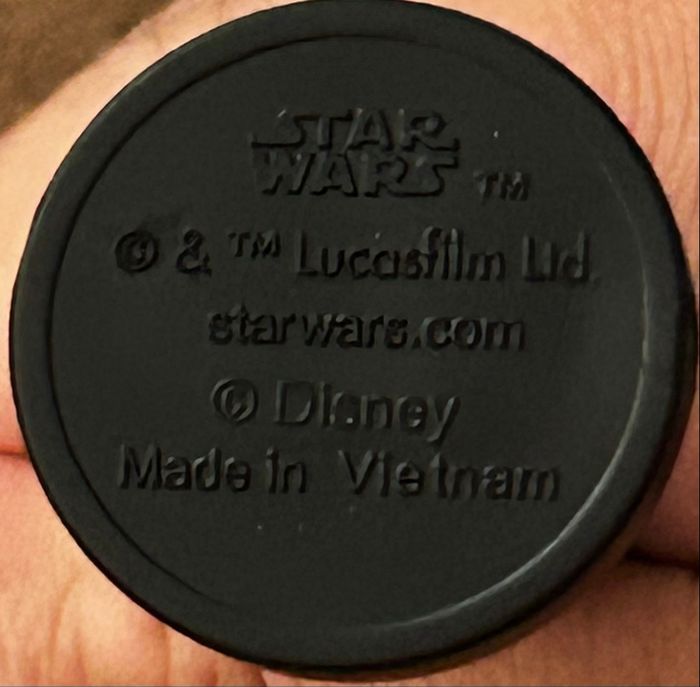 STAR
WARS ™
© & ™ Lucasfilm Ltd.
starwars.com
© Disney
Made in Vietnam